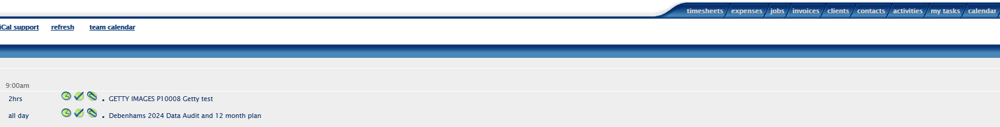 timesheets expenses jobs invoices clients contacts activities my tasks calendar
iCal support refresh team calendar
9:00am
2hrs • GETTY IMAGES P10008 Getty test
all day • Debenhams 2024 Data Audit and 12 month plan